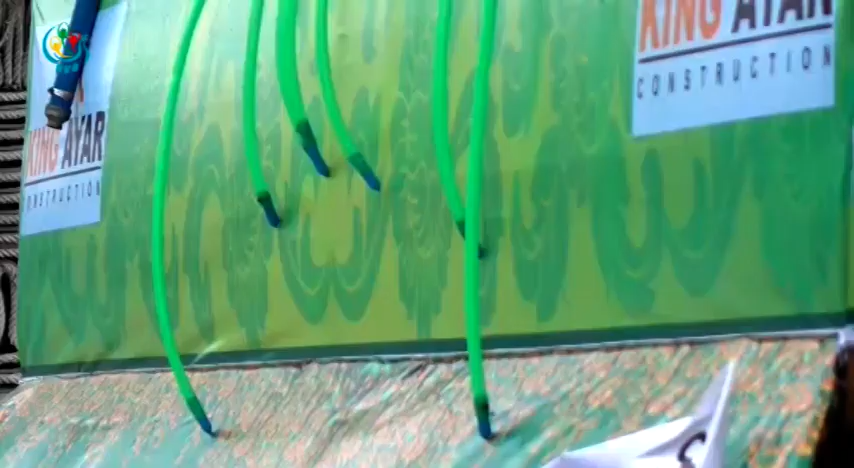 KING AYAR
CONSTRUCTION
KING AYAR
CONSTRUCTION
S